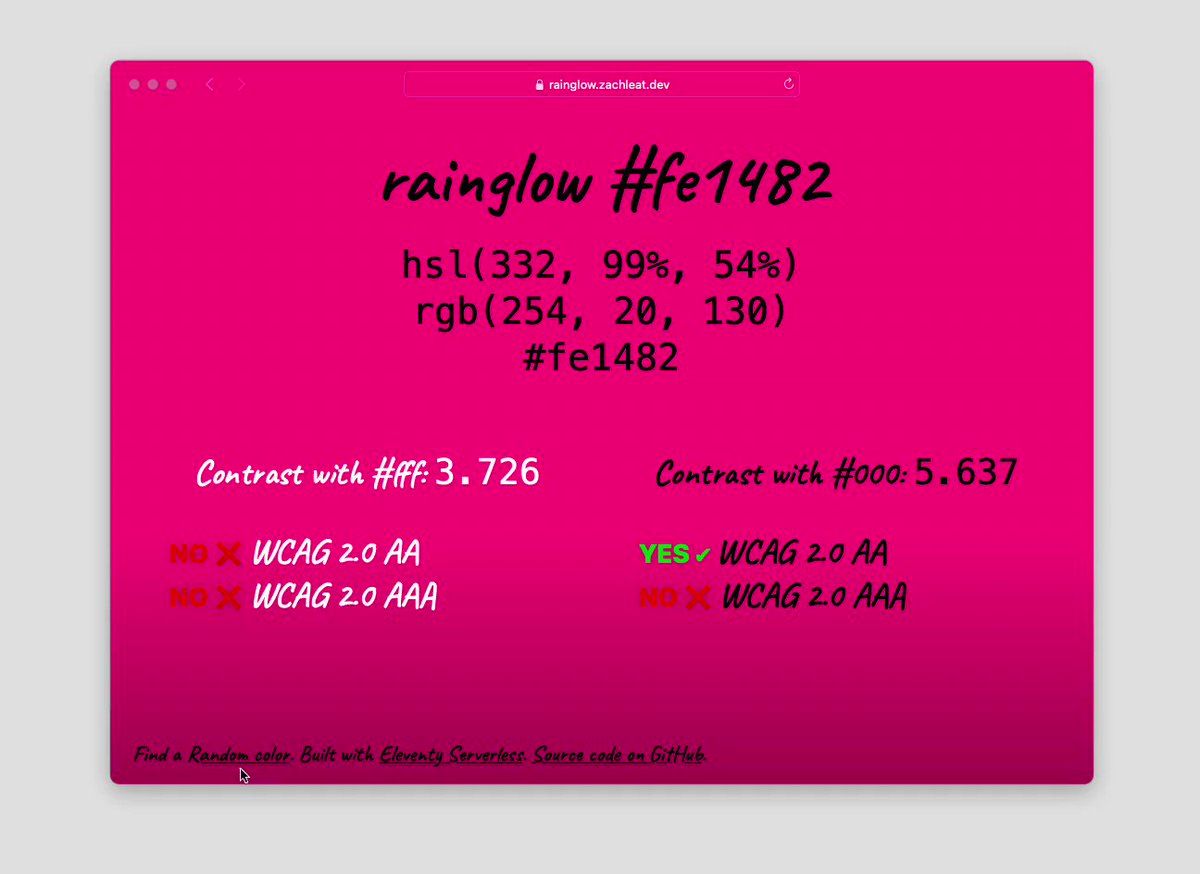 rainglow.zachleat.dev
rainglow #fe1482
hsl(332, 99%, 54%)
rgb(254, 20, 130)
#fe1482
Contrast with #fff: 3.726
NO ❌ WCAG 2.0 AA
NO ❌ WCAG 2.0 AAA
Contrast with #000: 5.637
YES ✔ WCAG 2.0 AA
NO ❌ WCAG 2.0 AAA
Find a Random color. Built with Eleventy Serverless. Source code on GitHub.